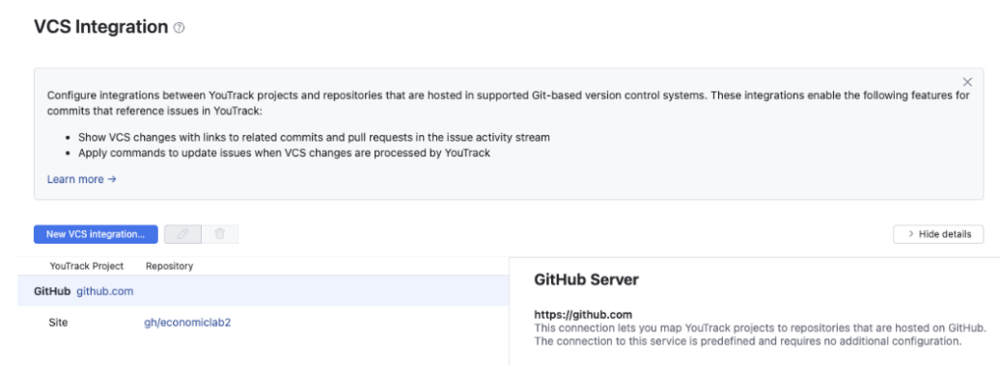 VCS Integration
Configure integrations between YouTrack projects and repositories that are hosted in supported Git-based version control systems. These integrations enable the following features for
commits that reference issues in YouTrack:
• Show VCS changes with links to related commits and pull requests in the issue activity stream
• Apply commands to update issues when VCS changes are processed by YouTrack
Learn more →
New VCS integration...
> Hide details
YouTrack Project Repository
GitHub github.com
Site gh/economiclab2
GitHub Server
https://github.com
This connection lets you map YouTrack projects to repositories that are hosted on GitHub.
The connection to this service is predefined and requires no additional configuration.